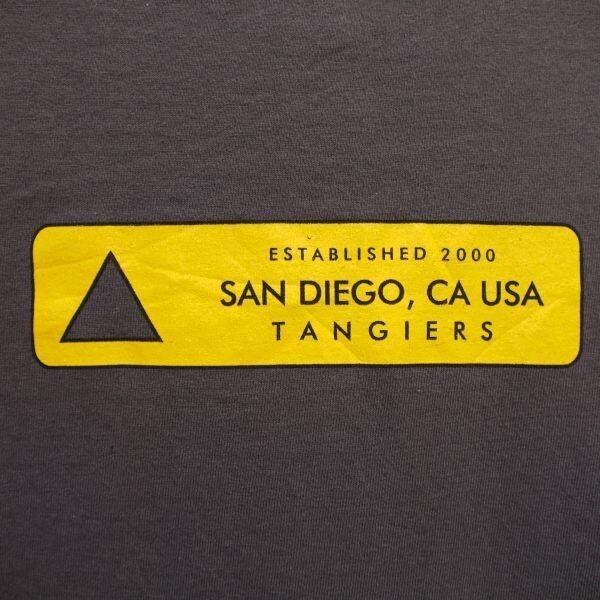 ESTABLISHED 2000
SAN DIEGO, CA USA
TANGIERS